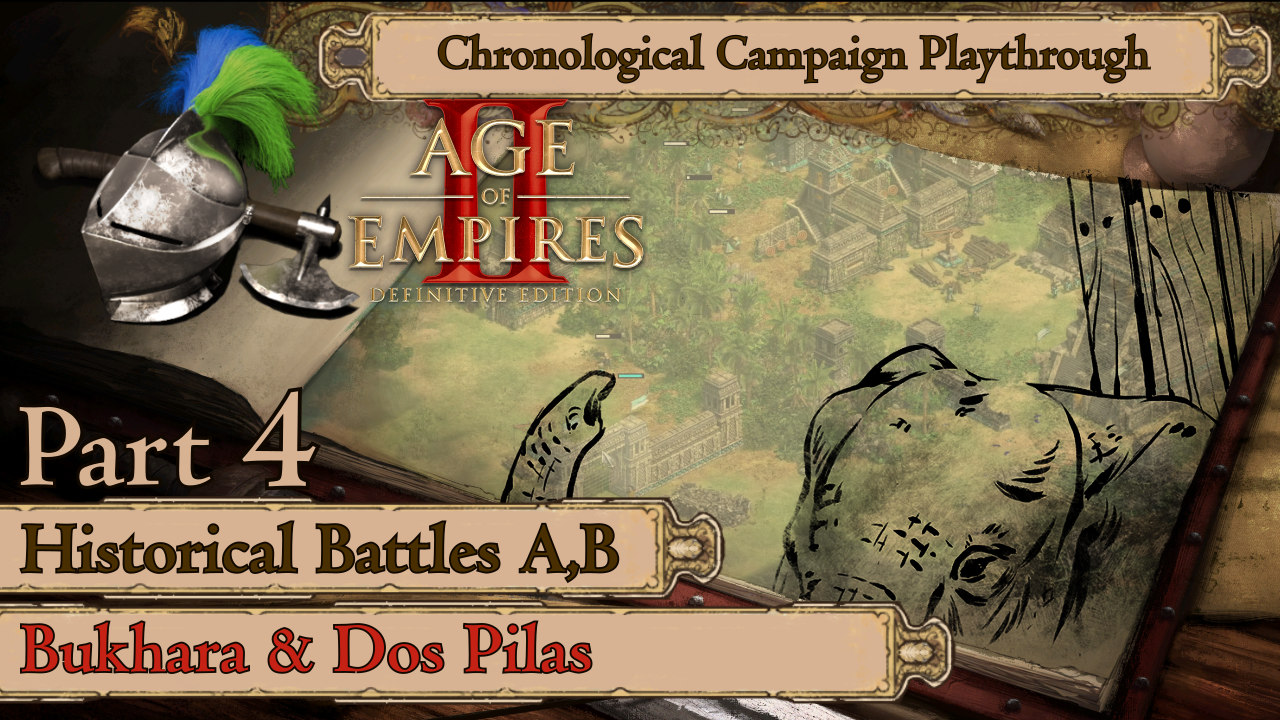 Chronological Campaign Playthrough
II
AGE
OF
EMPIRES
DEFINITIVE EDITION
Part 4
Historical Battles A,B
Bukhara & Dos Pilas